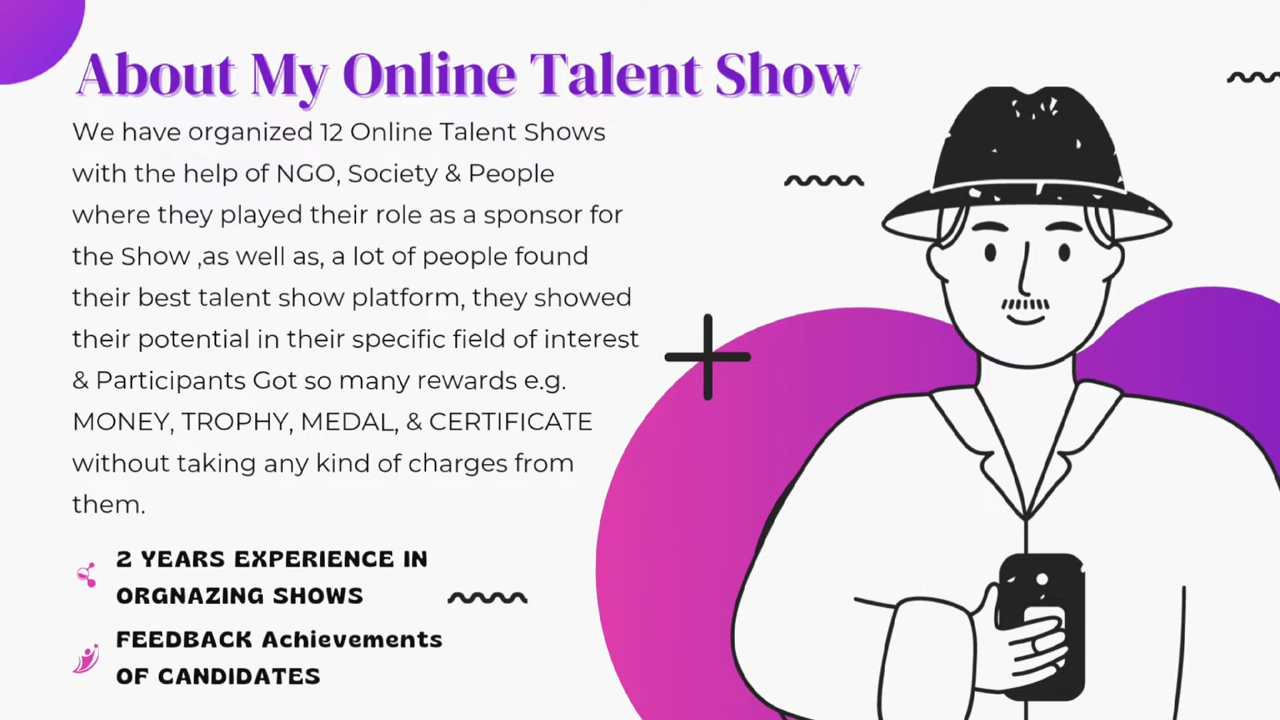 About My Online Talent Show
We have organized 12 Online Talent Shows
with the help of NGO, Society & People
where they played their role as a sponsor for
the Show ,as well as, a lot of people found
their best talent show platform, they showed
their potential in their specific field of interest
& Participants Got so many rewards e.g.
MONEY, TROPHY, MEDAL, & CERTIFICATE
without taking any kind of charges from
them.
2 YEARS EXPERIENCE IN
ORGNAZING SHOWS
FEEDBACK Achievements
OF CANDIDATES